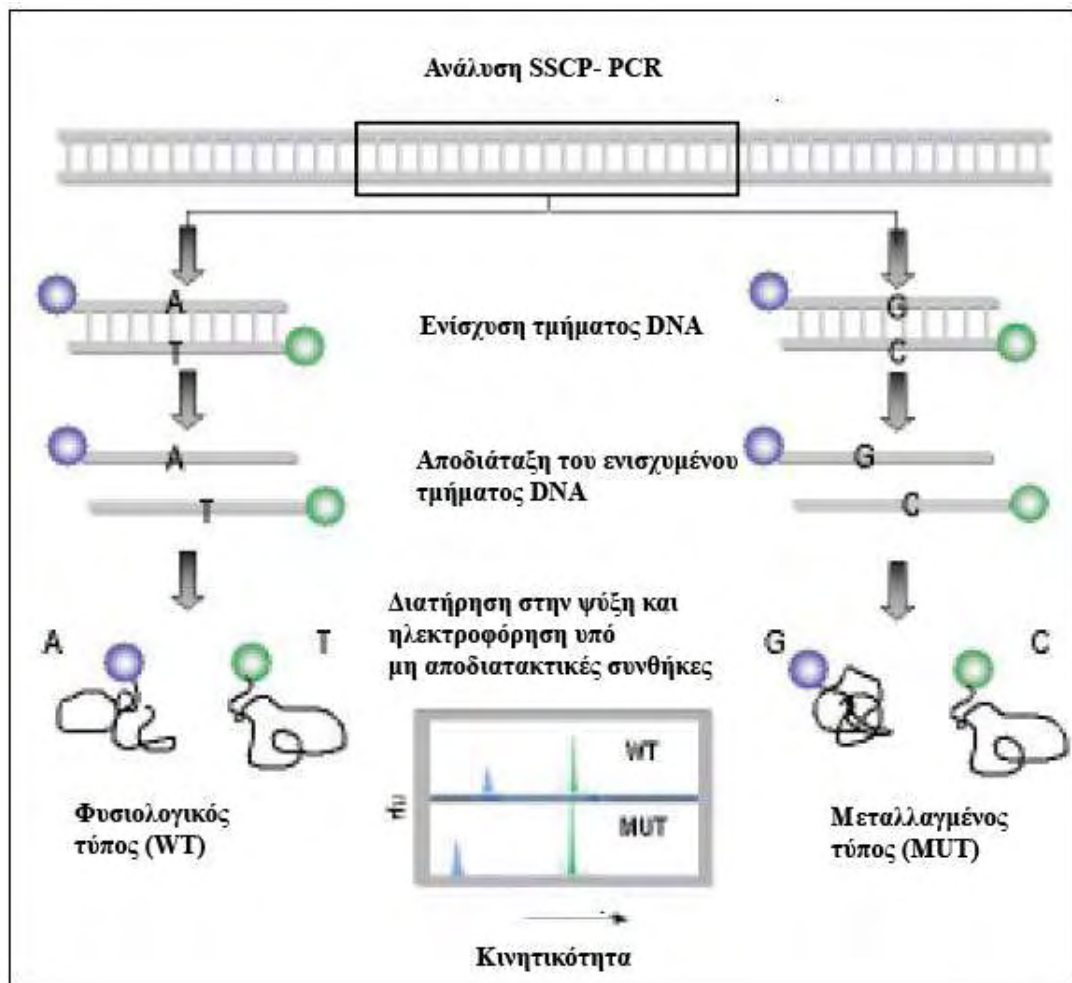 Ανάλυση SSCP- PCR
A
T
G
C
Ενίσχυση τμήματος DNA
A
T
G
C
Αποδιάταξη του ενισχυμένου
τμήματος DNA
Διατήρηση στην ψύξη και
ηλεκτροφόρηση υπό
μη αποδιατακτικές συνθήκες
A
T
G
C
WT
MUT
rfu
Φυσιολογικός
τύπος (WT)
Μεταλλαγμένος
τύπος (MUT)
Κινητικότητα